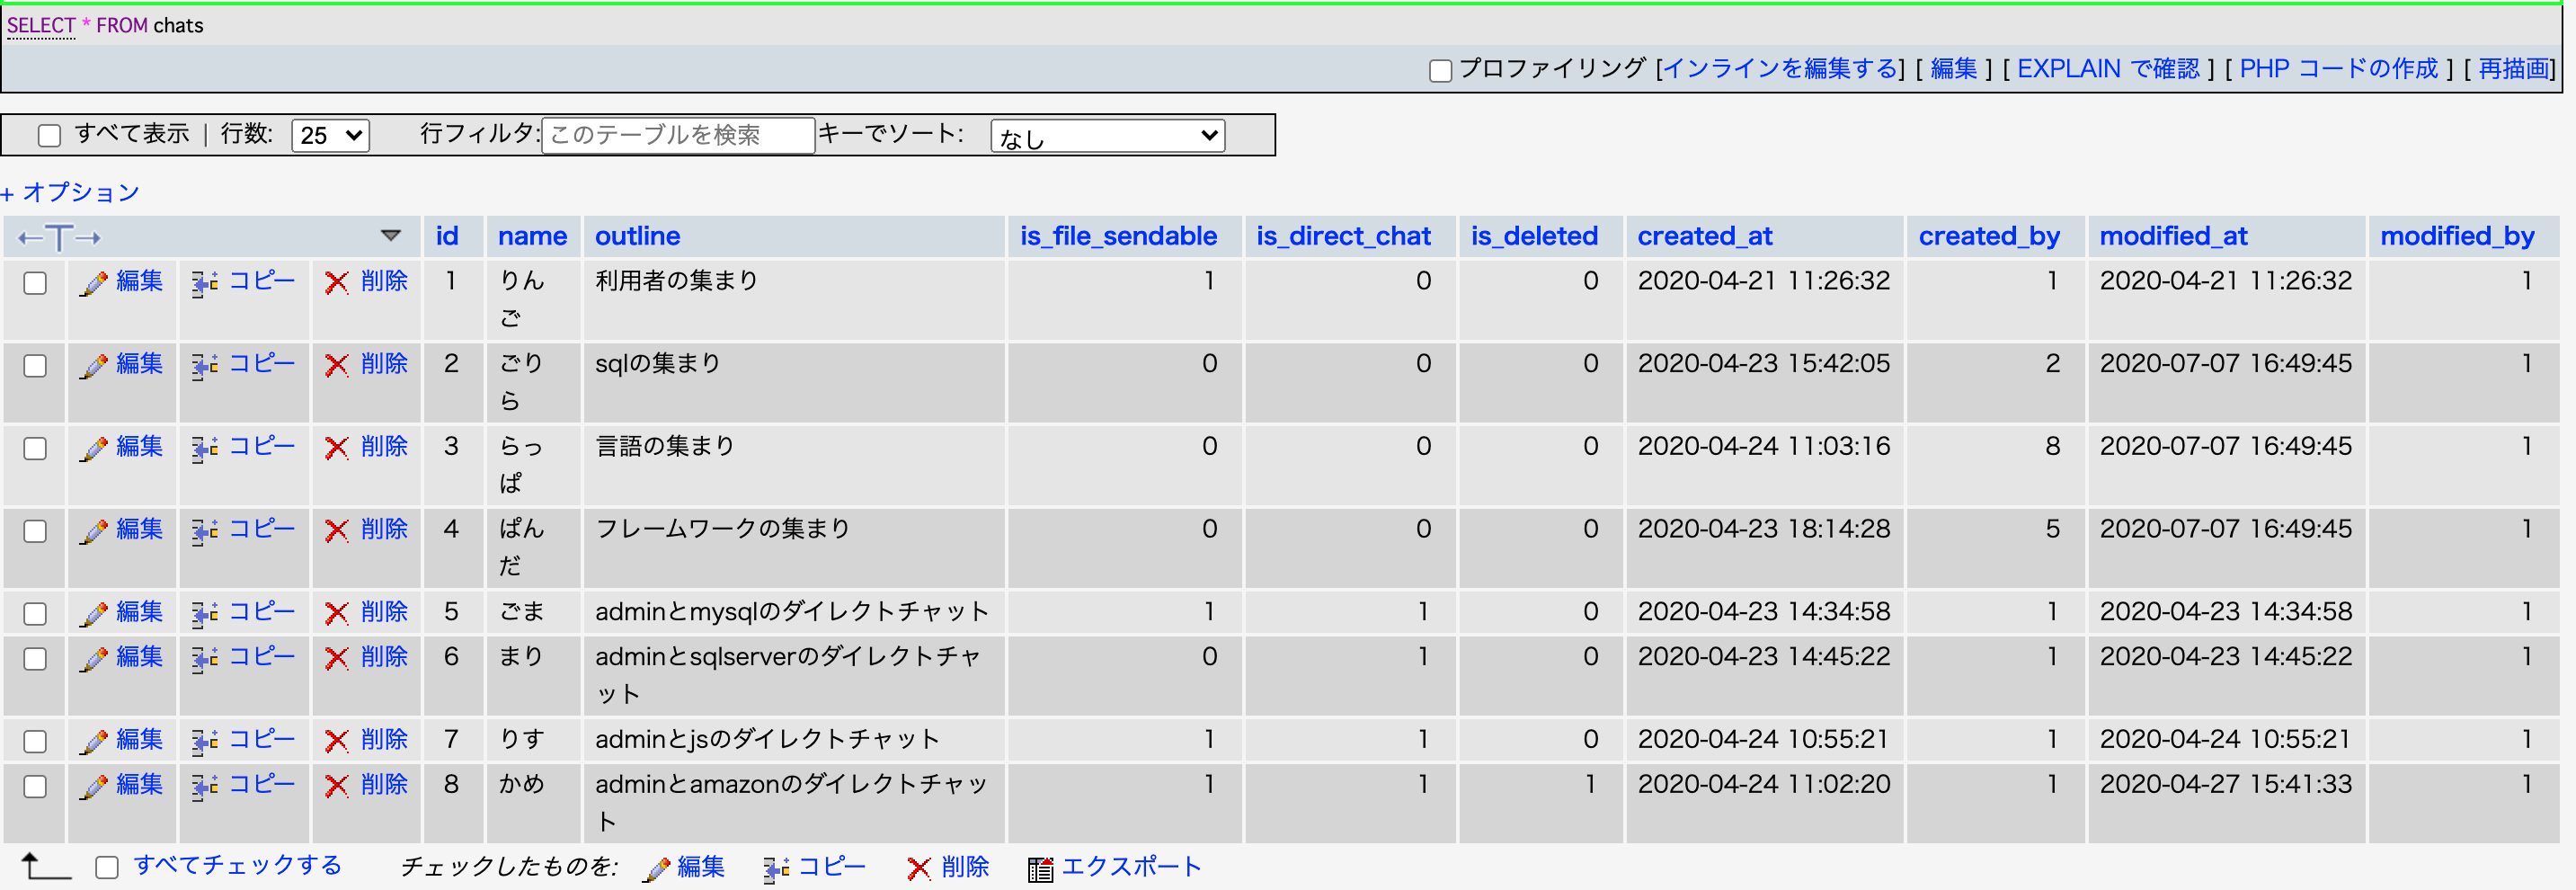 SELECT * FROM chats
プロファイリング [インラインを編集する] [ 編集 ] [ EXPLAIN で確認 ] [ PHP コードの作成 ] [ 再描画]
すべて表示 | 行数: 25 行フィルタ: このテーブルを検索 キーでソート: なし
+ オプション
←T→ id name outline is_file_sendable is_direct_chat is_deleted created_at created_by modified_at modified_by
編集 コピー 削除 1 りん 利用者の集まり 1 0 0 2020-04-21 11:26:32 1 2020-04-21 11:26:32 1
ご
編集 コピー 削除 2 ごり sqlの集まり 0 0 0 2020-04-23 15:42:05 2 2020-07-07 16:49:45 1
ら
編集 コピー 削除 3 らっ 言語の集まり 0 0 0 2020-04-24 11:03:16 8 2020-07-07 16:49:45 1
ぱ
編集 コピー 削除 4 ぱん フレームワークの集まり 0 0 0 2020-04-23 18:14:28 5 2020-07-07 16:49:45 1
だ
編集 コピー 削除 5 ごま adminとmysqlのダイレクトチャット 1 1 0 2020-04-23 14:34:58 1 2020-04-23 14:34:58 1
編集 コピー 削除 6 まり adminとsqlserverのダイレクトチャ 0 1 0 2020-04-23 14:45:22 1 2020-04-23 14:45:22 1
ット
編集 コピー 削除 7 りす adminとjsのダイレクトチャット 1 1 0 2020-04-24 10:55:21 1 2020-04-24 10:55:21 1
編集 コピー 削除 8 かめ adminとamazonのダイレクトチャッ 1 1 1 2020-04-24 11:02:20 1 2020-04-27 15:41:33 1
ト
すべてチェックする チェックしたものを: 編集 コピー 削除 エクスポート